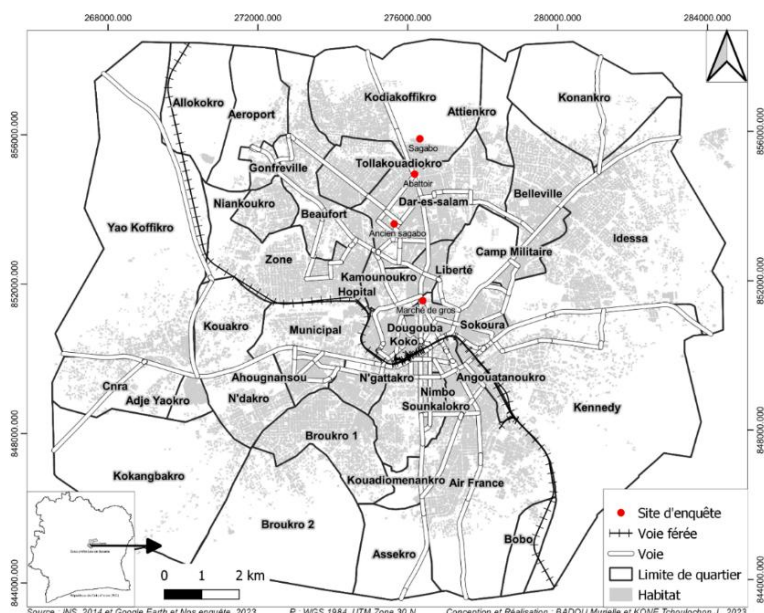 268000.000 272000.000 276000.000 280000.000 284000.000
856000.000 856000.000
852000.000 852000.000
848000.000 848000.000
844000.000 844000.000
Allokokro
Aeroport
Kodiakoffikro
Attienkro
Konankro
Sagabo
Tollakouadiokro
Gonfreville
Abattoir
Niankoukro
Dar-es-salam
Belleville
Beaufort
Yao Koffikro
Ancien sagabo
Idessa
Zone
Camp Militaire
Kamounoukro
Liberté
Hopital
Marché de gros
Kouakro
Municipal
Dougouba
Sokoura
Koko
Ahougnansou
N'gattakro
Angouatanoukro
Cnra
Adje Yaokro
N'dakro
Nimbo
Sounkalokro
Kennedy
Broukro 1
Kokangbakro
Kouadiomenankro
Air France
Broukro 2
Assekro
Bobo
0 1 2 km
Site d'enquête
Voie férée
Voie
Limite de quartier
Habitat
Source : INS, 2014 et Google Earth et Nos enquête, 2023 P : WGS 1984, UTM Zone 30 N Conception et Réalisation : BADOU Murielle et KONE Tchoulochon, L, 2023